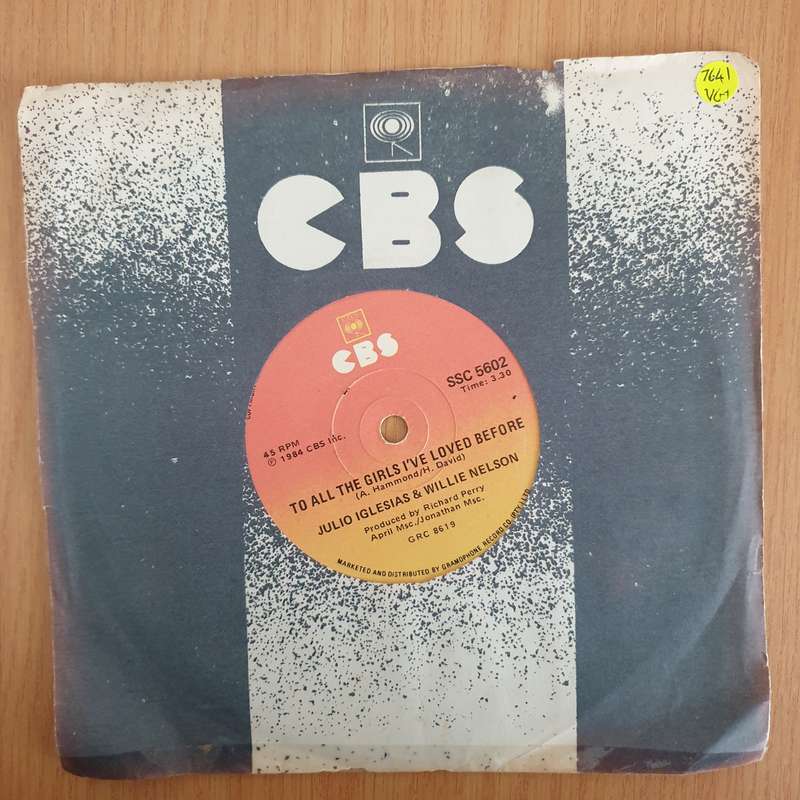 7641
VG+
CBS
CBS
SSC 5602
Time: 3.30
45 RPM
℗ 1984 CBS Inc.
TO ALL THE GIRLS I'VE LOVED BEFORE
(A. Hammond/H. David)
JULIO IGLESIAS & WILLIE NELSON
Produced by Richard Perry
April Msc./Jonathan Msc.
GRC 8619
MARKETED AND DISTRIBUTED BY GRAMOPHONE RECORD CO. (PTY) LTD.